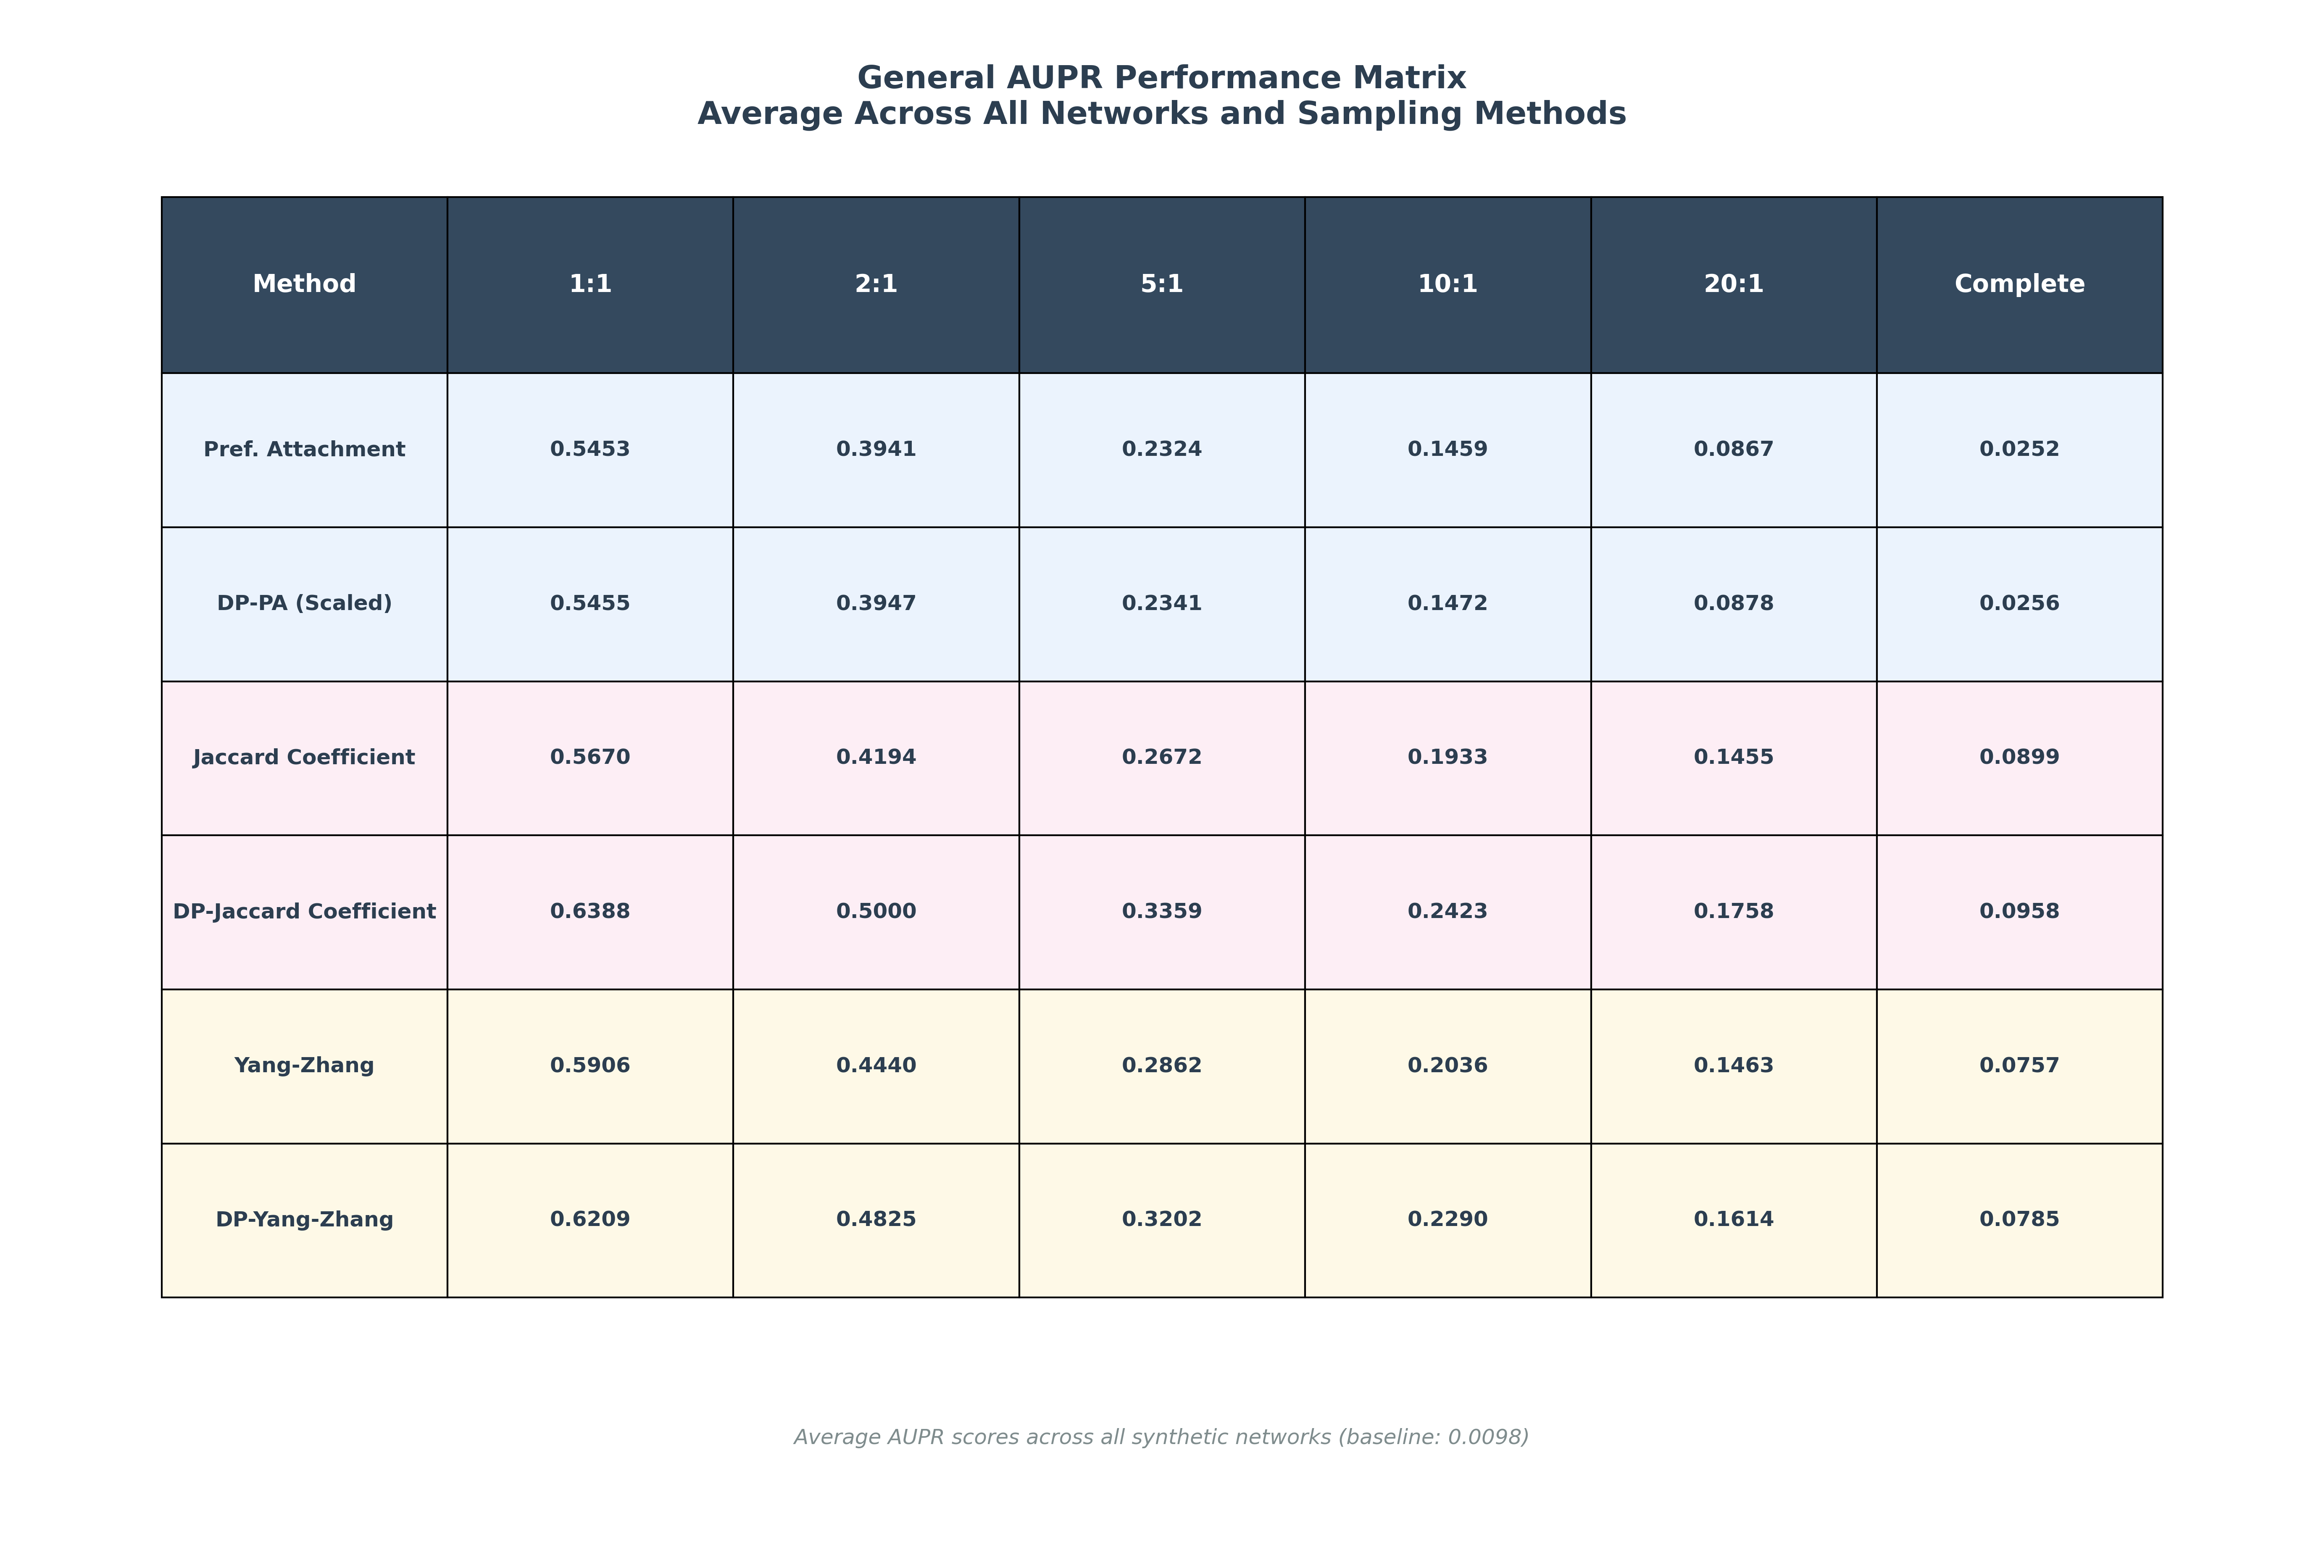 General AUPR Performance Matrix
Average Across All Networks and Sampling Methods
Method 1:1 2:1 5:1 10:1 20:1 Complete
Pref. Attachment 0.5453 0.3941 0.2324 0.1459 0.0867 0.0252
DP-PA (Scaled) 0.5455 0.3947 0.2341 0.1472 0.0878 0.0256
Jaccard Coefficient 0.5670 0.4194 0.2672 0.1933 0.1455 0.0899
DP-Jaccard Coefficient 0.6388 0.5000 0.3359 0.2423 0.1758 0.0958
Yang-Zhang 0.5906 0.4440 0.2862 0.2036 0.1463 0.0757
DP-Yang-Zhang 0.6209 0.4825 0.3202 0.2290 0.1614 0.0785
Average AUPR scores across all synthetic networks (baseline: 0.0098)